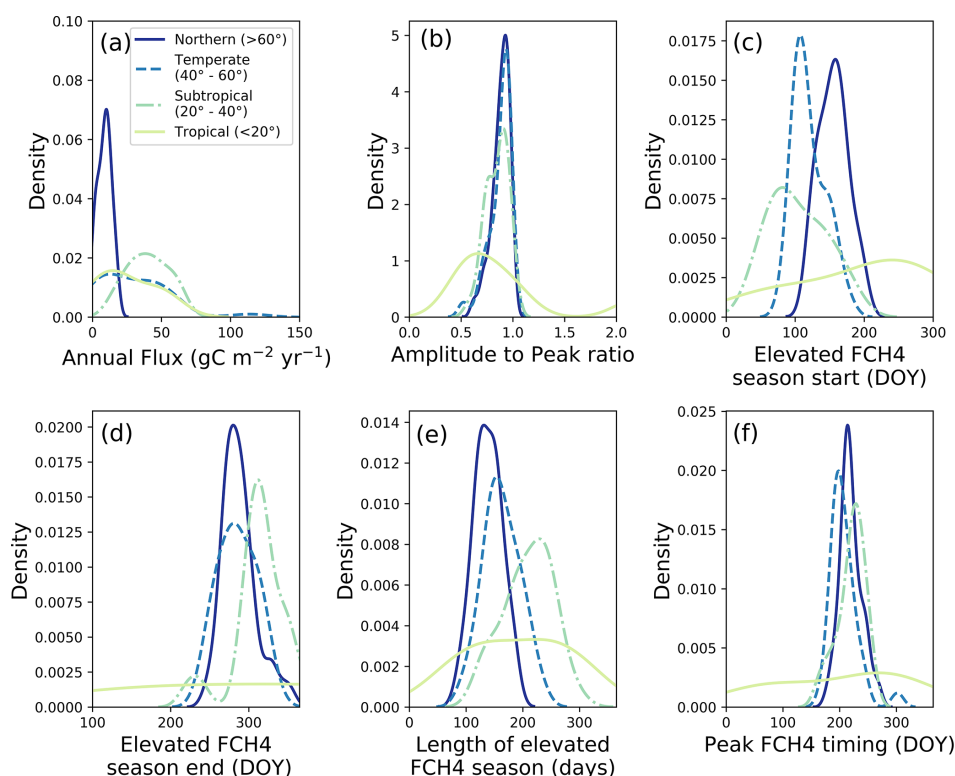 (a)
Northern (>60°)
Temperate
(40° - 60°)
Subtropical
(20° - 40°)
Tropical (<20°)
0.10
0.08
0.06
0.04
0.02
0.00
Density
0
50
100
150
Annual Flux (gC m⁻² yr⁻¹)
(b)
5
4
3
2
1
0
Density
0.0
0.5
1.0
1.5
2.0
Amplitude to Peak ratio
(c)
0.0175
0.0150
0.0125
0.0100
0.0075
0.0050
0.0025
0.0000
Density
0
100
200
300
Elevated FCH4
season start (DOY)
(d)
0.0200
0.0175
0.0150
0.0125
0.0100
0.0075
0.0050
0.0025
0.0000
Density
100
200
300
Elevated FCH4
season end (DOY)
(e)
0.014
0.012
0.010
0.008
0.006
0.004
0.002
0.000
Density
0
100
200
300
Length of elevated
FCH4 season (days)
(f)
0.025
0.020
0.015
0.010
0.005
0.000
Density
0
100
200
300
Peak FCH4 timing (DOY)